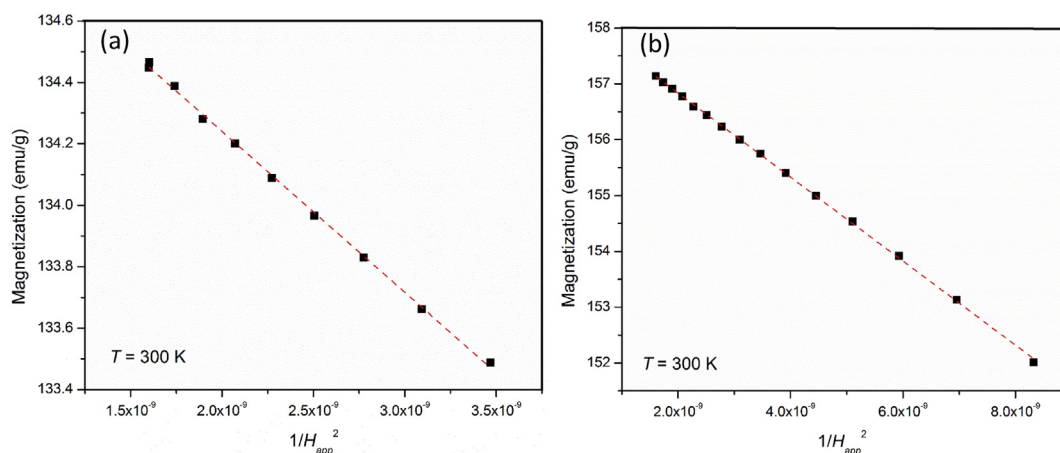 (a)
134.6
134.4
134.2
134.0
133.8
133.6
133.4
Magnetization (emu/g)
T = 300 K
1.5x10⁻⁹
2.0x10⁻⁹
2.5x10⁻⁹
3.0x10⁻⁹
3.5x10⁻⁹
1/H_app²
(b)
158
157
156
155
154
153
152
Magnetization (emu/g)
T = 300 K
2.0x10⁻⁹
4.0x10⁻⁹
6.0x10⁻⁹
8.0x10⁻⁹
1/H_app²